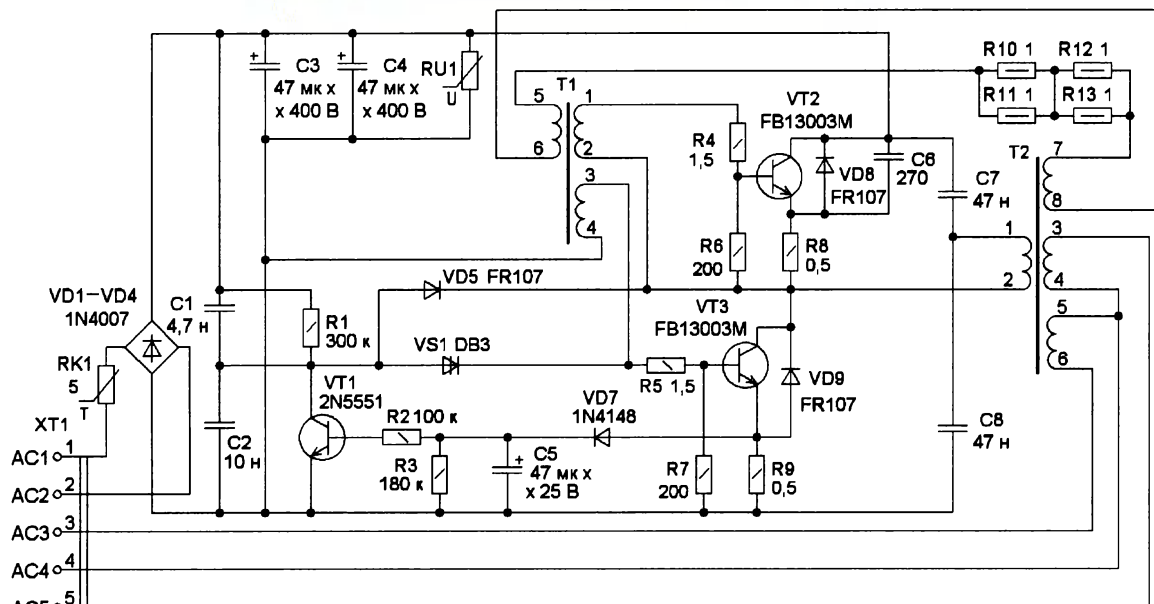 C3
47 мк х
х 400 В
C4
47 мк х
х 400 В
RU1
U
T1
5
6
1
2
3
4
R4
1,5
VT2
FB13003M
VD8
FR107
C6
270
C7
47 н
R10 1
R12 1
R11 1
R13 1
T2
7
8
1
2
3
4
5
6
R6
200
R8
0,5
VD5 FR107
VD1–VD4
1N4007
C1
4,7 н
R1
300 к
VT3
FB13003M
VS1 DB3
R5 1,5
RK1
5
T
VT1
2N5551
VD7
1N4148
VD9
FR107
R2 100 к
C2
10 н
R3
180 к
C5
47 мк х
х 25 В
R7
200
R9
0,5
C8
47 н
XT1
AC1 1
AC2 2
AC3 3
AC4 4
AC5 5